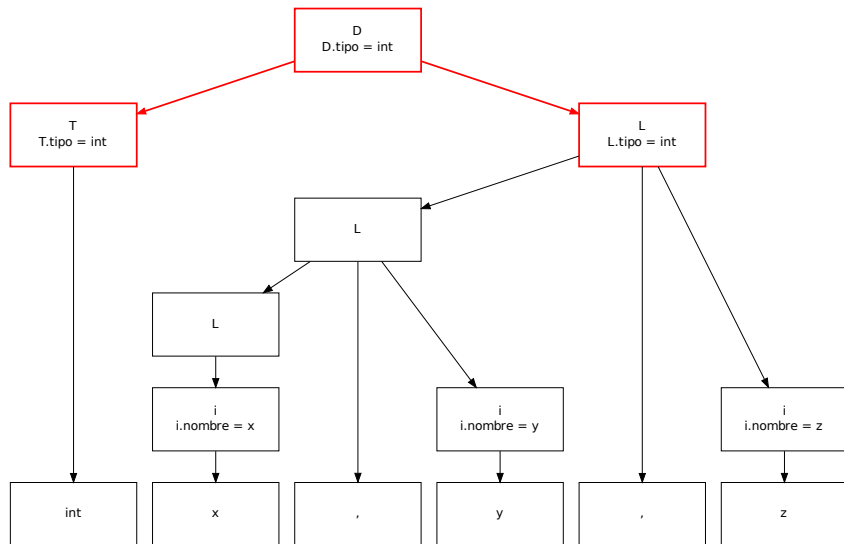 D
D.tipo = int
T
T.tipo = int
L
L.tipo = int
L
L
i
i.nombre = x
i
i.nombre = y
i
i.nombre = z
int
x
,
y
,
z